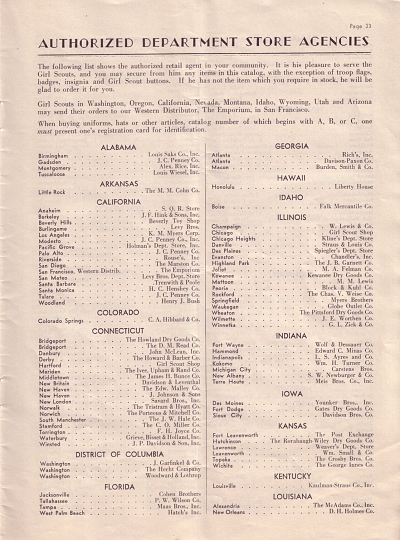 Page 23
AUTHORIZED DEPARTMENT STORE AGENCIES
The following list shows the authorized retail agent in your community. It is his pleasure to serve the
Girl Scouts, and you may secure from him any items in this catalog, with the exception of troop flags,
badges, insignia and Girl Scout buttons. If he has not the item which you require in stock, he will be
glad to order it for you.
Girl Scouts in Washington, Oregon, California, Nevada, Montana, Idaho, Wyoming, Utah and Arizona
may send their orders to our Western Distributor, The Emporium, in San Francisco.
When buying uniforms, hats or other articles, catalog number of which begins with A, B, or C, one
must present one's registration card for identification.
ALABAMA
Birmingham . . . Louis Saks Co., Inc.
Gadsden . . . J. C. Penney Co.
Montgomery . . . Alex. Rice, Inc.
Tuscaloosa . . . Louis Wiesel, Inc.
ARKANSAS
Little Rock . . . The M. M. Cohn Co.
CALIFORNIA
Anaheim . . . S. Q. R. Store
Berkeley . . . J. F. Hink & Sons, Inc.
Beverly Hills . . . Beverly Toy Shop
Burlingame . . . Levy Bros.
Los Angeles . . . K. M. Myers Corp.
Modesto . . . J. C. Penney Co., Inc.
Pacific Grove . . . Holman's Dept. Store, Inc.
Palo Alto . . . J. C. Penney Co.
Riverside . . . Rouse's, Inc.
San Diego . . . The Marston Co.
San Francisco, Western Distrib. . . . The Emporium
San Mateo . . . Levy Bros. Dept. Store
Santa Barbara . . . Trenwith & Poole
Santa Monica . . . H. C. Henshey Co.
Tulare . . . J. C. Penney Co.
Woodland . . . Henry J. Bush
COLORADO
Colorado Springs . . . C. A. Hibbard & Co.
CONNECTICUT
Bridgeport . . . The Howland Dry Goods Co.
Bridgeport . . . The D. M. Read Co.
Danbury . . . John McLean, Inc.
Derby . . . The Howard & Barber Co.
Hartford . . . Girl Scout Shop
Meriden . . . The Ives, Upham & Rand Co.
Middletown . . . The James H. Bunce Co.
New Britain . . . Davidson & Leventhal
New Haven . . . The Edw. Malley Co.
New Haven . . . J. Johnson & Sons
New London . . . Savard Bros., Inc.
Norwalk . . . The Tristram & Hyatt Co.
Norwich . . . The Porteous & Mitchell Co.
South Manchester . . . The J. W. Hale Co.
Stamford . . . The C. O. Miller Co.
Torrington . . . F. H. Joyce Co.
Waterbury . . . Grieve, Bisset & Holland, Inc.
Winsted . . . J. P. Davidson & Son, Inc.
DISTRICT OF COLUMBIA
Washington . . . J. Garfinkel & Co.
Washington . . . The Hecht Company
Washington . . . Woodward & Lothrop
FLORIDA
Jacksonville . . . Cohen Brothers
Tallahassee . . . P. W. Wilson Co.
Tampa . . . Maas Bros., Inc.
West Palm Beach . . . Hatch's, Inc.
GEORGIA
Atlanta . . . Rich's, Inc.
Atlanta . . . Davison-Paxon Co.
Macon . . . Burden, Smith & Co.
HAWAII
Honolulu . . . Liberty House
IDAHO
Boise . . . Falk Mercantile Co.
ILLINOIS
Champaign . . . W. Lewis & Co.
Chicago . . . Girl Scout Shop
Chicago Heights . . . Kline's Dept. Store
Danville . . . Straus & Louis Co.
Des Plaines . . . Spiegler's Dept. Store
Evanston . . . Chandler's, Inc.
Highland Park . . . The J. B. Garnett Co.
Joliet . . . M. A. Felman Co.
Kewanee . . . Kewanee Dry Goods Co.
Mattoon . . . M. M. Lewis
Peoria . . . Block & Kuhl Co.
Rockford . . . The Chas. V. Weise Co.
Springfield . . . Myers Brothers
Waukegan . . . Globe Outlet Co.
Wheaton . . . The Pittsford Dry Goods Co.
Wilmette . . . J. E. Worthen Co.
Winnetka . . . G. L. Zick & Co.
INDIANA
Fort Wayne . . . Wolf & Dessauer Co.
Hammond . . . Edward C. Minas Co.
Indianapolis . . . L. S. Ayres and Co.
Kokomo . . . Wm. H. Turner Co.
Michigan City . . . Carstens Bros.
New Albany . . . S. W. Newburger & Co.
Terre Haute . . . Meis Bros. Co., Inc.
IOWA
Des Moines . . . Younker Bros., Inc.
Fort Dodge . . . Gates Dry Goods Co.
Sioux City . . . Davidson Bros. Co.
KANSAS
Fort Leavenworth . . . The Post Exchange
Hutchinson . . . The Rorabaugh-Wiley Dry Goods Co.
Lawrence . . . Weaver's Dept. Store
Leavenworth . . . Wm. Small & Co.
Topeka . . . The Crosby Bros. Co.
Wichita . . . The George Innes Co.
KENTUCKY
Louisville . . . Kaufman-Straus Co., Inc.
LOUISIANA
Alexandria . . . The McAdams Co., Inc.
New Orleans . . . D. H. Holmes Co.